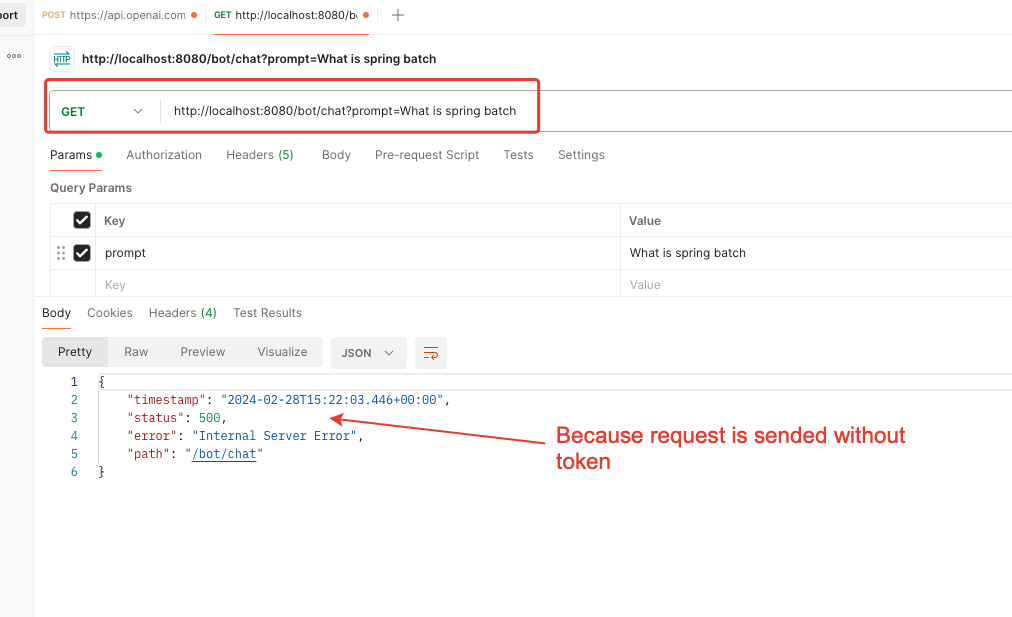 port
POST https://api.openai.com
GET http://localhost:8080/b
HTTP http://localhost:8080/bot/chat?prompt=What is spring batch
GET http://localhost:8080/bot/chat?prompt=What is spring batch
Params Authorization Headers (5) Body Pre-request Script Tests Settings
Query Params
Key Value
prompt What is spring batch
Key Value
Body Cookies Headers (4) Test Results
Pretty Raw Preview Visualize JSON
1 {
2 "timestamp": "2024-02-28T15:22:03.446+00:00",
3 "status": 500,
4 "error": "Internal Server Error",
5 "path": "/bot/chat"
6 }
Because request is sended without
token